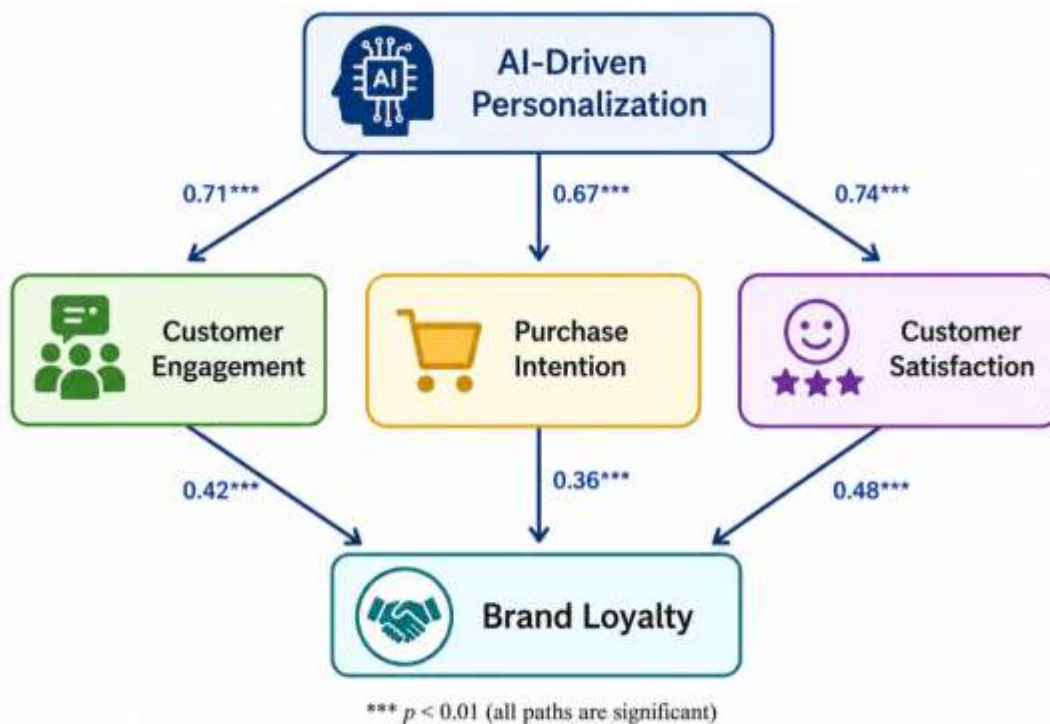 AI
AI-Driven
Personalization
0.71***
0.67***
0.74***
Customer
Engagement
Purchase
Intention
Customer
Satisfaction
0.42***
0.36***
0.48***
Brand Loyalty
*** p < 0.01 (all paths are significant)